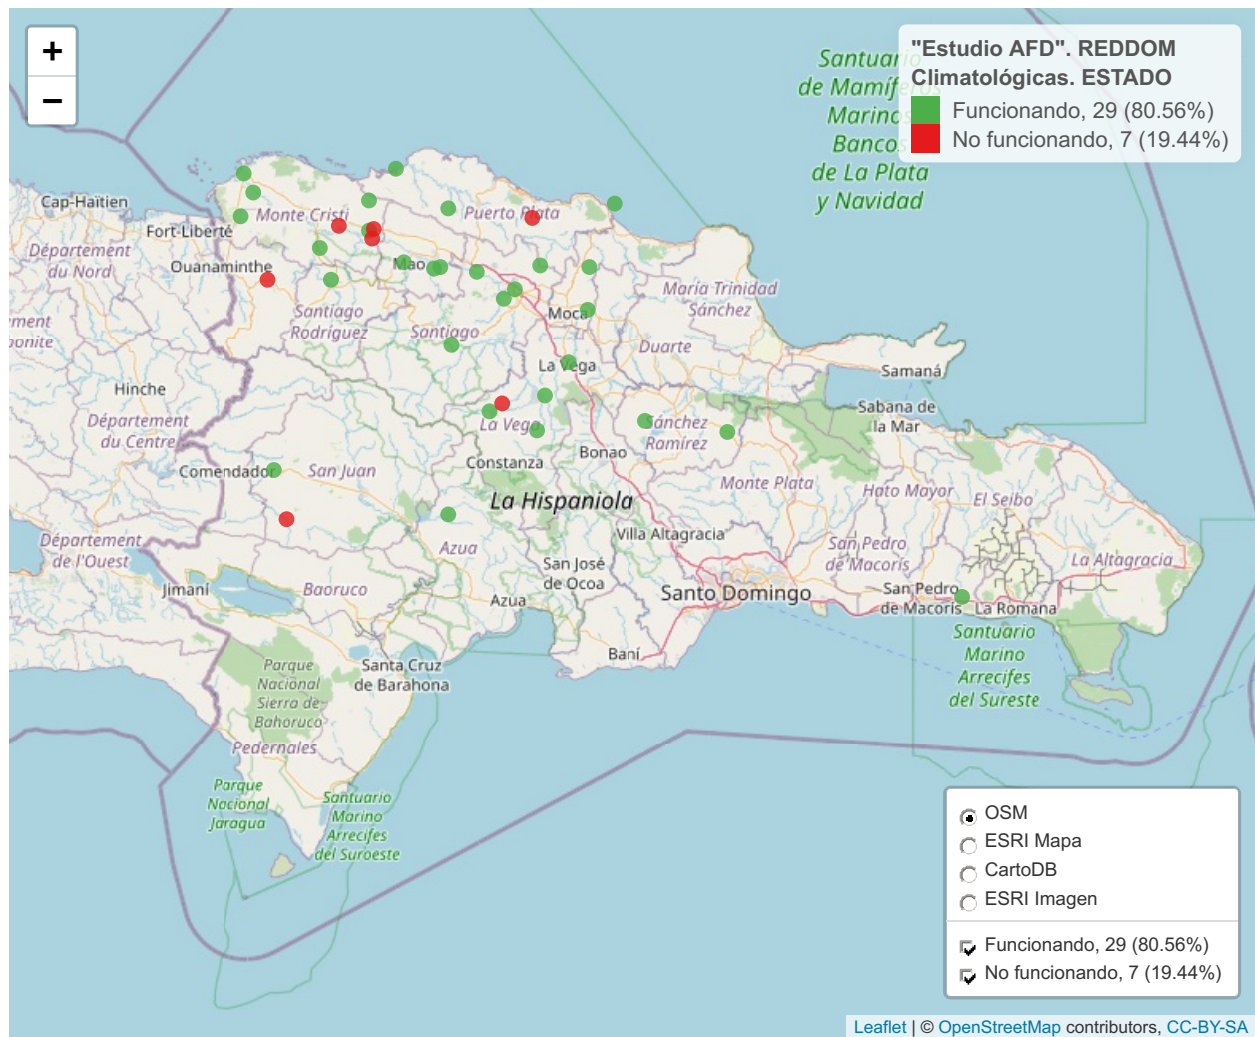 +
−
"Estudio AFD". REDDOM
Climatológicas. ESTADO
Funcionando, 29 (80.56%)
No funcionando, 7 (19.44%)
Santuario
de Mamíferos
Marinos
Bancos
de La Plata
y Navidad
Cap-Haïtien
Fort-Liberté
Monte Cristi
Puerto Plata
Département
du Nord
Ouanaminthe
Mao
María Trinidad
Sánchez
Santiago
Rodríguez
Santiago
Moca
Duarte
La Vega
Samaná
Hinche
Département
du Centre
Sabana de
la Mar
La Vega
Sánchez
Ramírez
Comendador
San Juan
Constanza
Bonao
Monte Plata
Hato Mayor
El Seibo
La Hispaniola
Villa Altagracia
Département
de l'Ouest
Azua
San Pedro
de Macorís
La Altagracia
San José
de Ocoa
Jimaní
Baoruco
Azua
Santo Domingo
San Pedro
de Macorís
La Romana
Baní
Santuario
Marino
Arrecifes
del Sureste
Santa Cruz
de Barahona
Parque
Nacional
Sierra de
Bahoruco
Pedernales
Parque
Nacional
Jaragua
Santuario
Marino
Arrecifes
del Suroeste
OSM
ESRI Mapa
CartoDB
ESRI Imagen
Funcionando, 29 (80.56%)
No funcionando, 7 (19.44%)
Leaflet | © OpenStreetMap contributors, CC-BY-SA